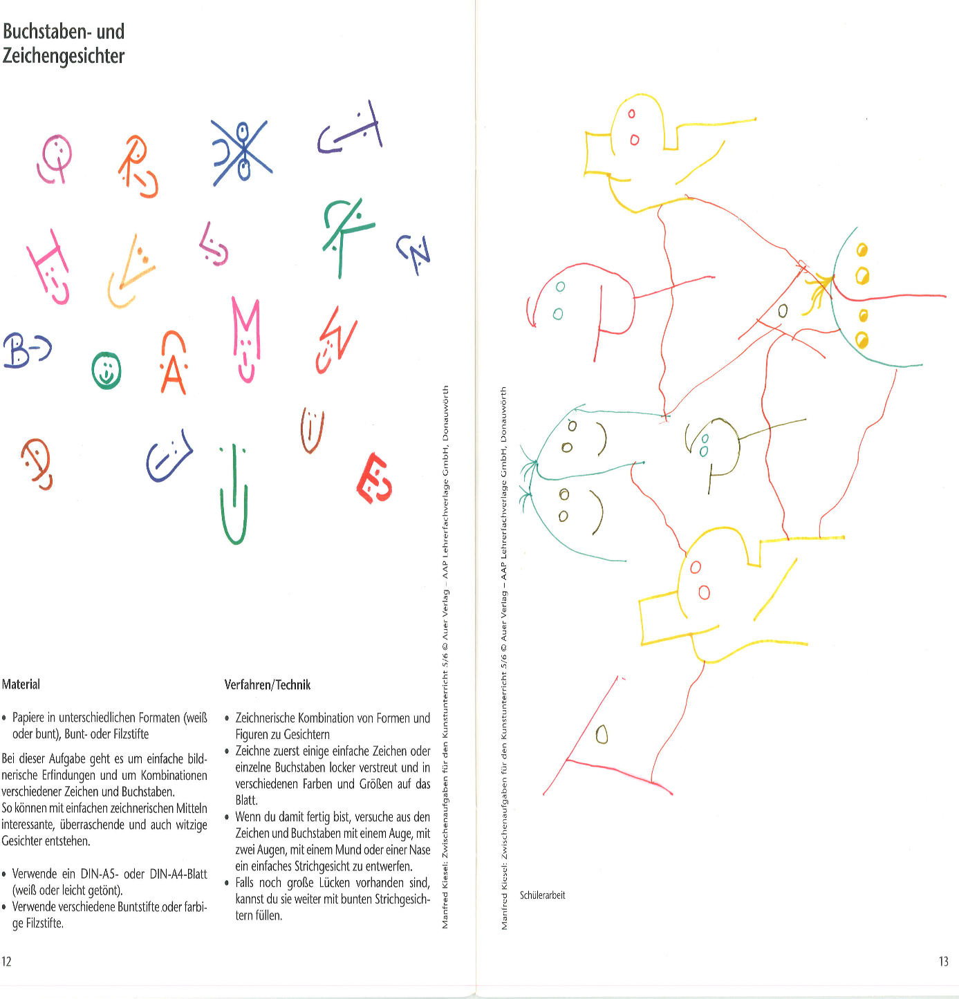 Buchstaben- und
Zeichengesichter
Material
• Papiere in unterschiedlichen Formaten (weiß
oder bunt), Bunt- oder Filzstifte
Bei dieser Aufgabe geht es um einfache bild-
nerische Erfindungen und um Kombinationen
verschiedener Zeichen und Buchstaben.
So können mit einfachen zeichnerischen Mitteln
interessante, überraschende und auch witzige
Gesichter entstehen.
• Verwende ein DIN-A5- oder DIN-A4-Blatt
(weiß oder leicht getönt).
• Verwende verschiedene Buntstifte oder farbi-
ge Filzstifte.
Verfahren/Technik
• Zeichnerische Kombination von Formen und
Figuren zu Gesichtern
• Zeichne zuerst einige einfache Zeichen oder
einzelne Buchstaben locker verstreut und in
verschiedenen Farben und Größen auf das
Blatt.
• Wenn du damit fertig bist, versuche aus den
Zeichen und Buchstaben mit einem Auge, mit
zwei Augen, mit einem Mund oder einer Nase
ein einfaches Strichgesicht zu entwerfen.
• Falls noch große Lücken vorhanden sind,
kannst du sie weiter mit bunten Strichgesich-
tern füllen.
Manfred Kiesel: Zwischenaufgaben für den Kunstunterricht 5/6 © Auer Verlag – AAP Lehrerfachverlage GmbH, Donauwörth
12
Manfred Kiesel: Zwischenaufgaben für den Kunstunterricht 5/6 © Auer Verlag – AAP Lehrerfachverlage GmbH, Donauwörth
Schülerarbeit
13